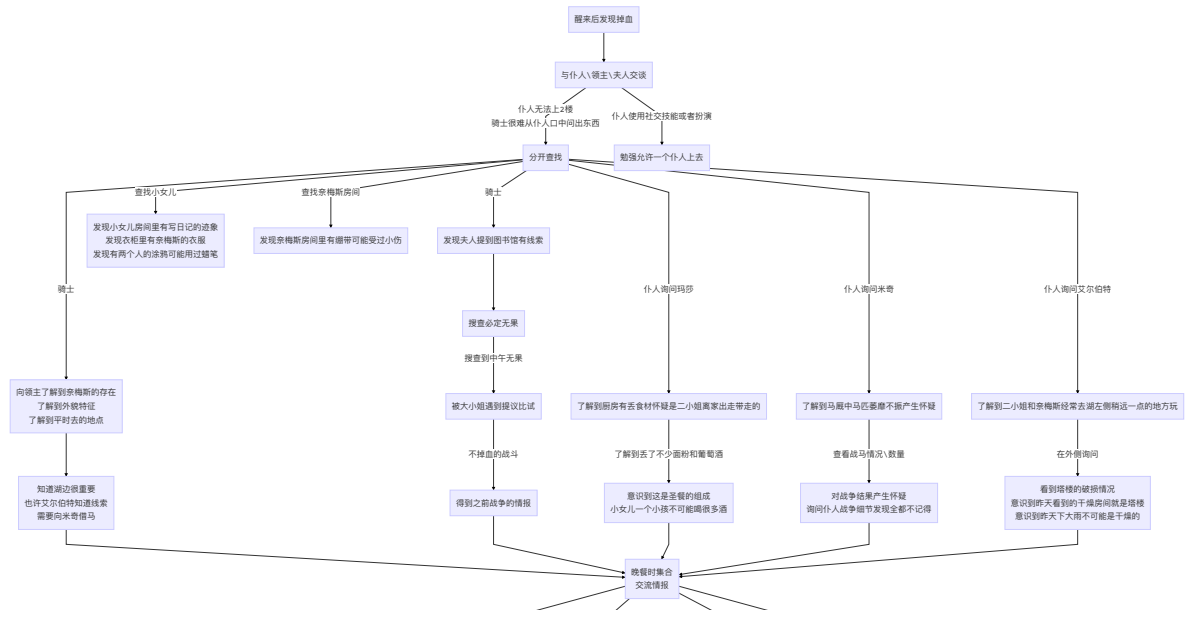 醒来后发现掉血
与仆人\领主\夫人交谈
仆人无法上2楼
骑士很难从仆人口中问出东西
仆人使用社交技能或者扮演
分开查找
勉强允许一个仆人上去
查找小女儿
查找奈梅斯房间
骑士
发现小女儿房间里有写日记的迹象
发现衣柜里有奈梅斯的衣服
发现有两个人的涂鸦可能用过蜡笔
发现奈梅斯房间里有绷带可能受过小伤
发现夫人提到图书馆有线索
骑士
仆人询问玛莎
仆人询问米奇
仆人询问艾尔伯特
搜查必定无果
搜查到中午无果
向领主了解到奈梅斯的存在
了解到外貌特征
了解到平时去的地点
被大小姐遇到提议比试
了解到厨房有丢食材怀疑是二小姐离家出走带走的
了解到马厩中马匹萎靡不振产生怀疑
了解到二小姐和奈梅斯经常去湖左侧稍远一点的地方玩
不掉血的战斗
了解到丢了不少面粉和葡萄酒
查看战马情况\数量
在外侧询问
知道湖边很重要
也许艾尔伯特知道线索
需要向米奇借马
得到之前战争的情报
意识到这是圣餐的组成
小女儿一个小孩不可能喝很多酒
对战争结果产生怀疑
询问仆人战争细节发现全都不记得
看到塔楼的破损情况
意识到昨天看到的干燥房间就是塔楼
意识到昨天下大雨不可能是干燥的
晚餐时集合
交流情报